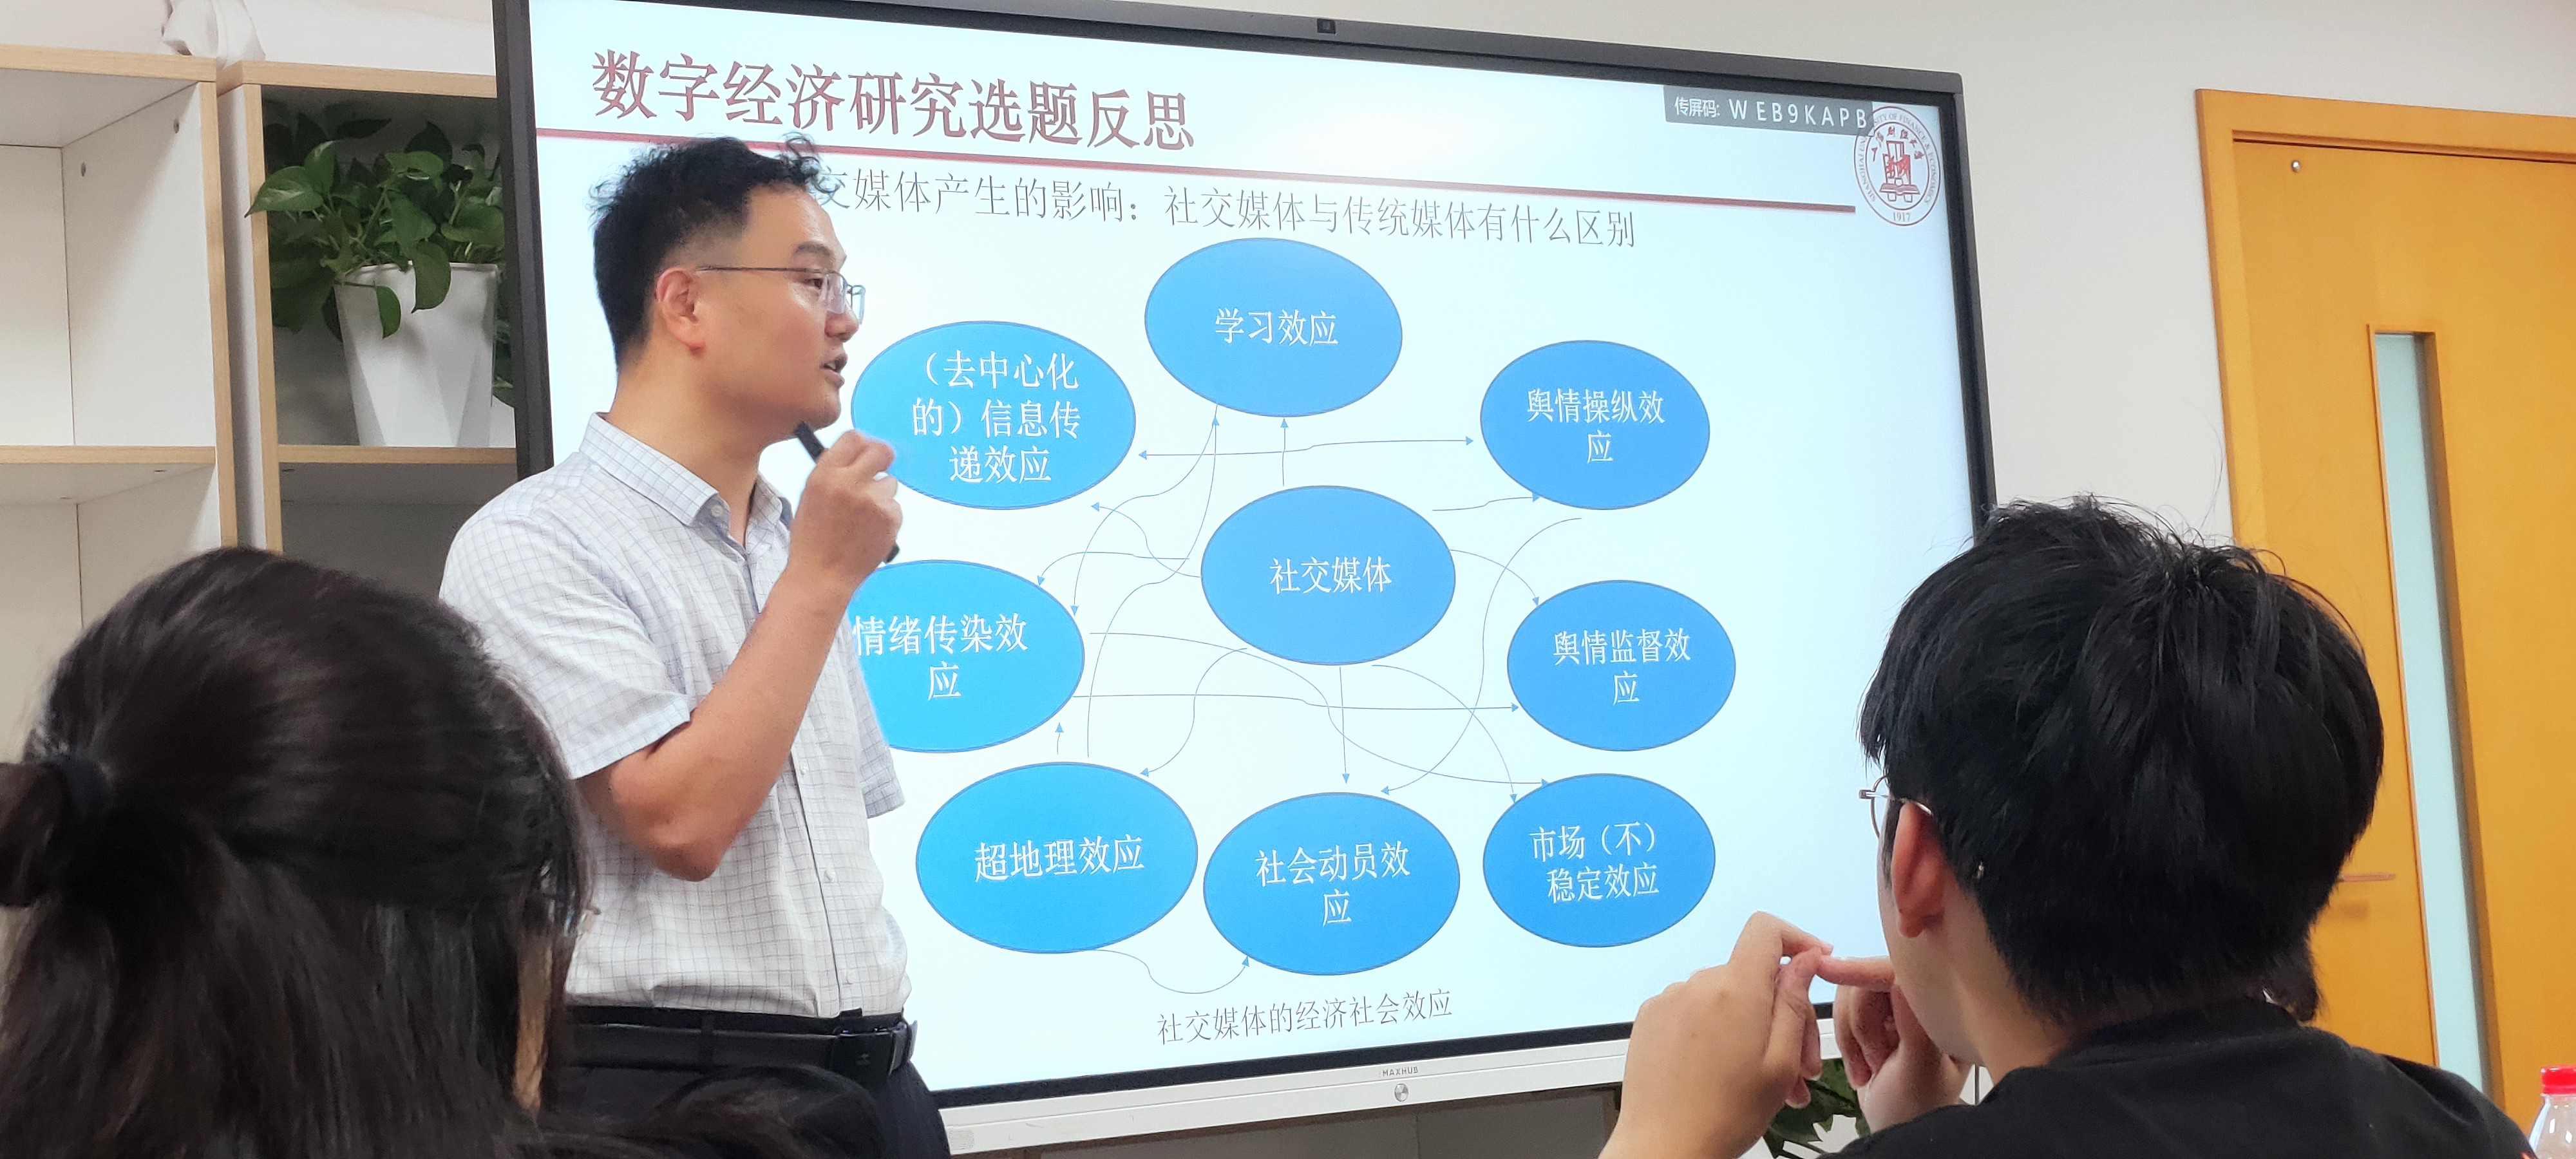 数字经济研究选题反思
传屏码: WEB9KAPB
交媒体产生的影响：社交媒体与传统媒体有什么区别
学习效应
（去中心化
的）信息传
递效应
舆情操纵效
应
社交媒体
情绪传染效
应
舆情监督效
应
超地理效应
社会动员效
应
市场（不）
稳定效应
社交媒体的经济社会效应
1917
MAXHUB